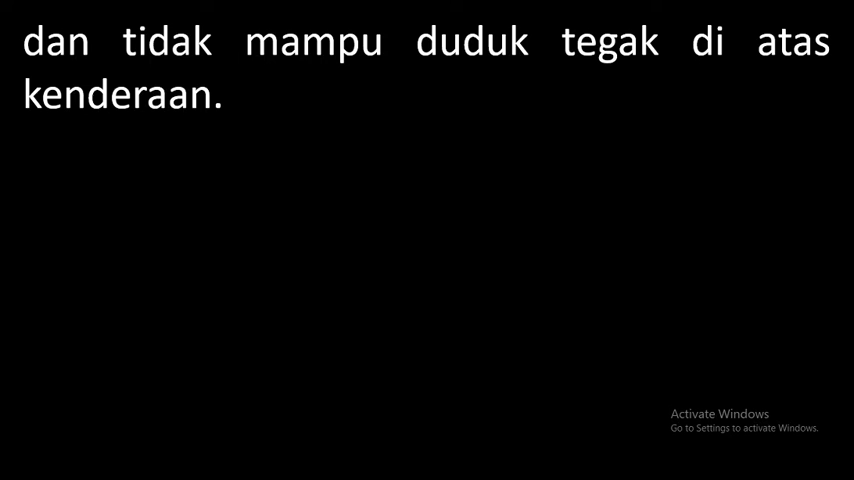 dan tidak mampu duduk tegak di atas
kenderaan.
Activate Windows
Go to Settings to activate Windows.